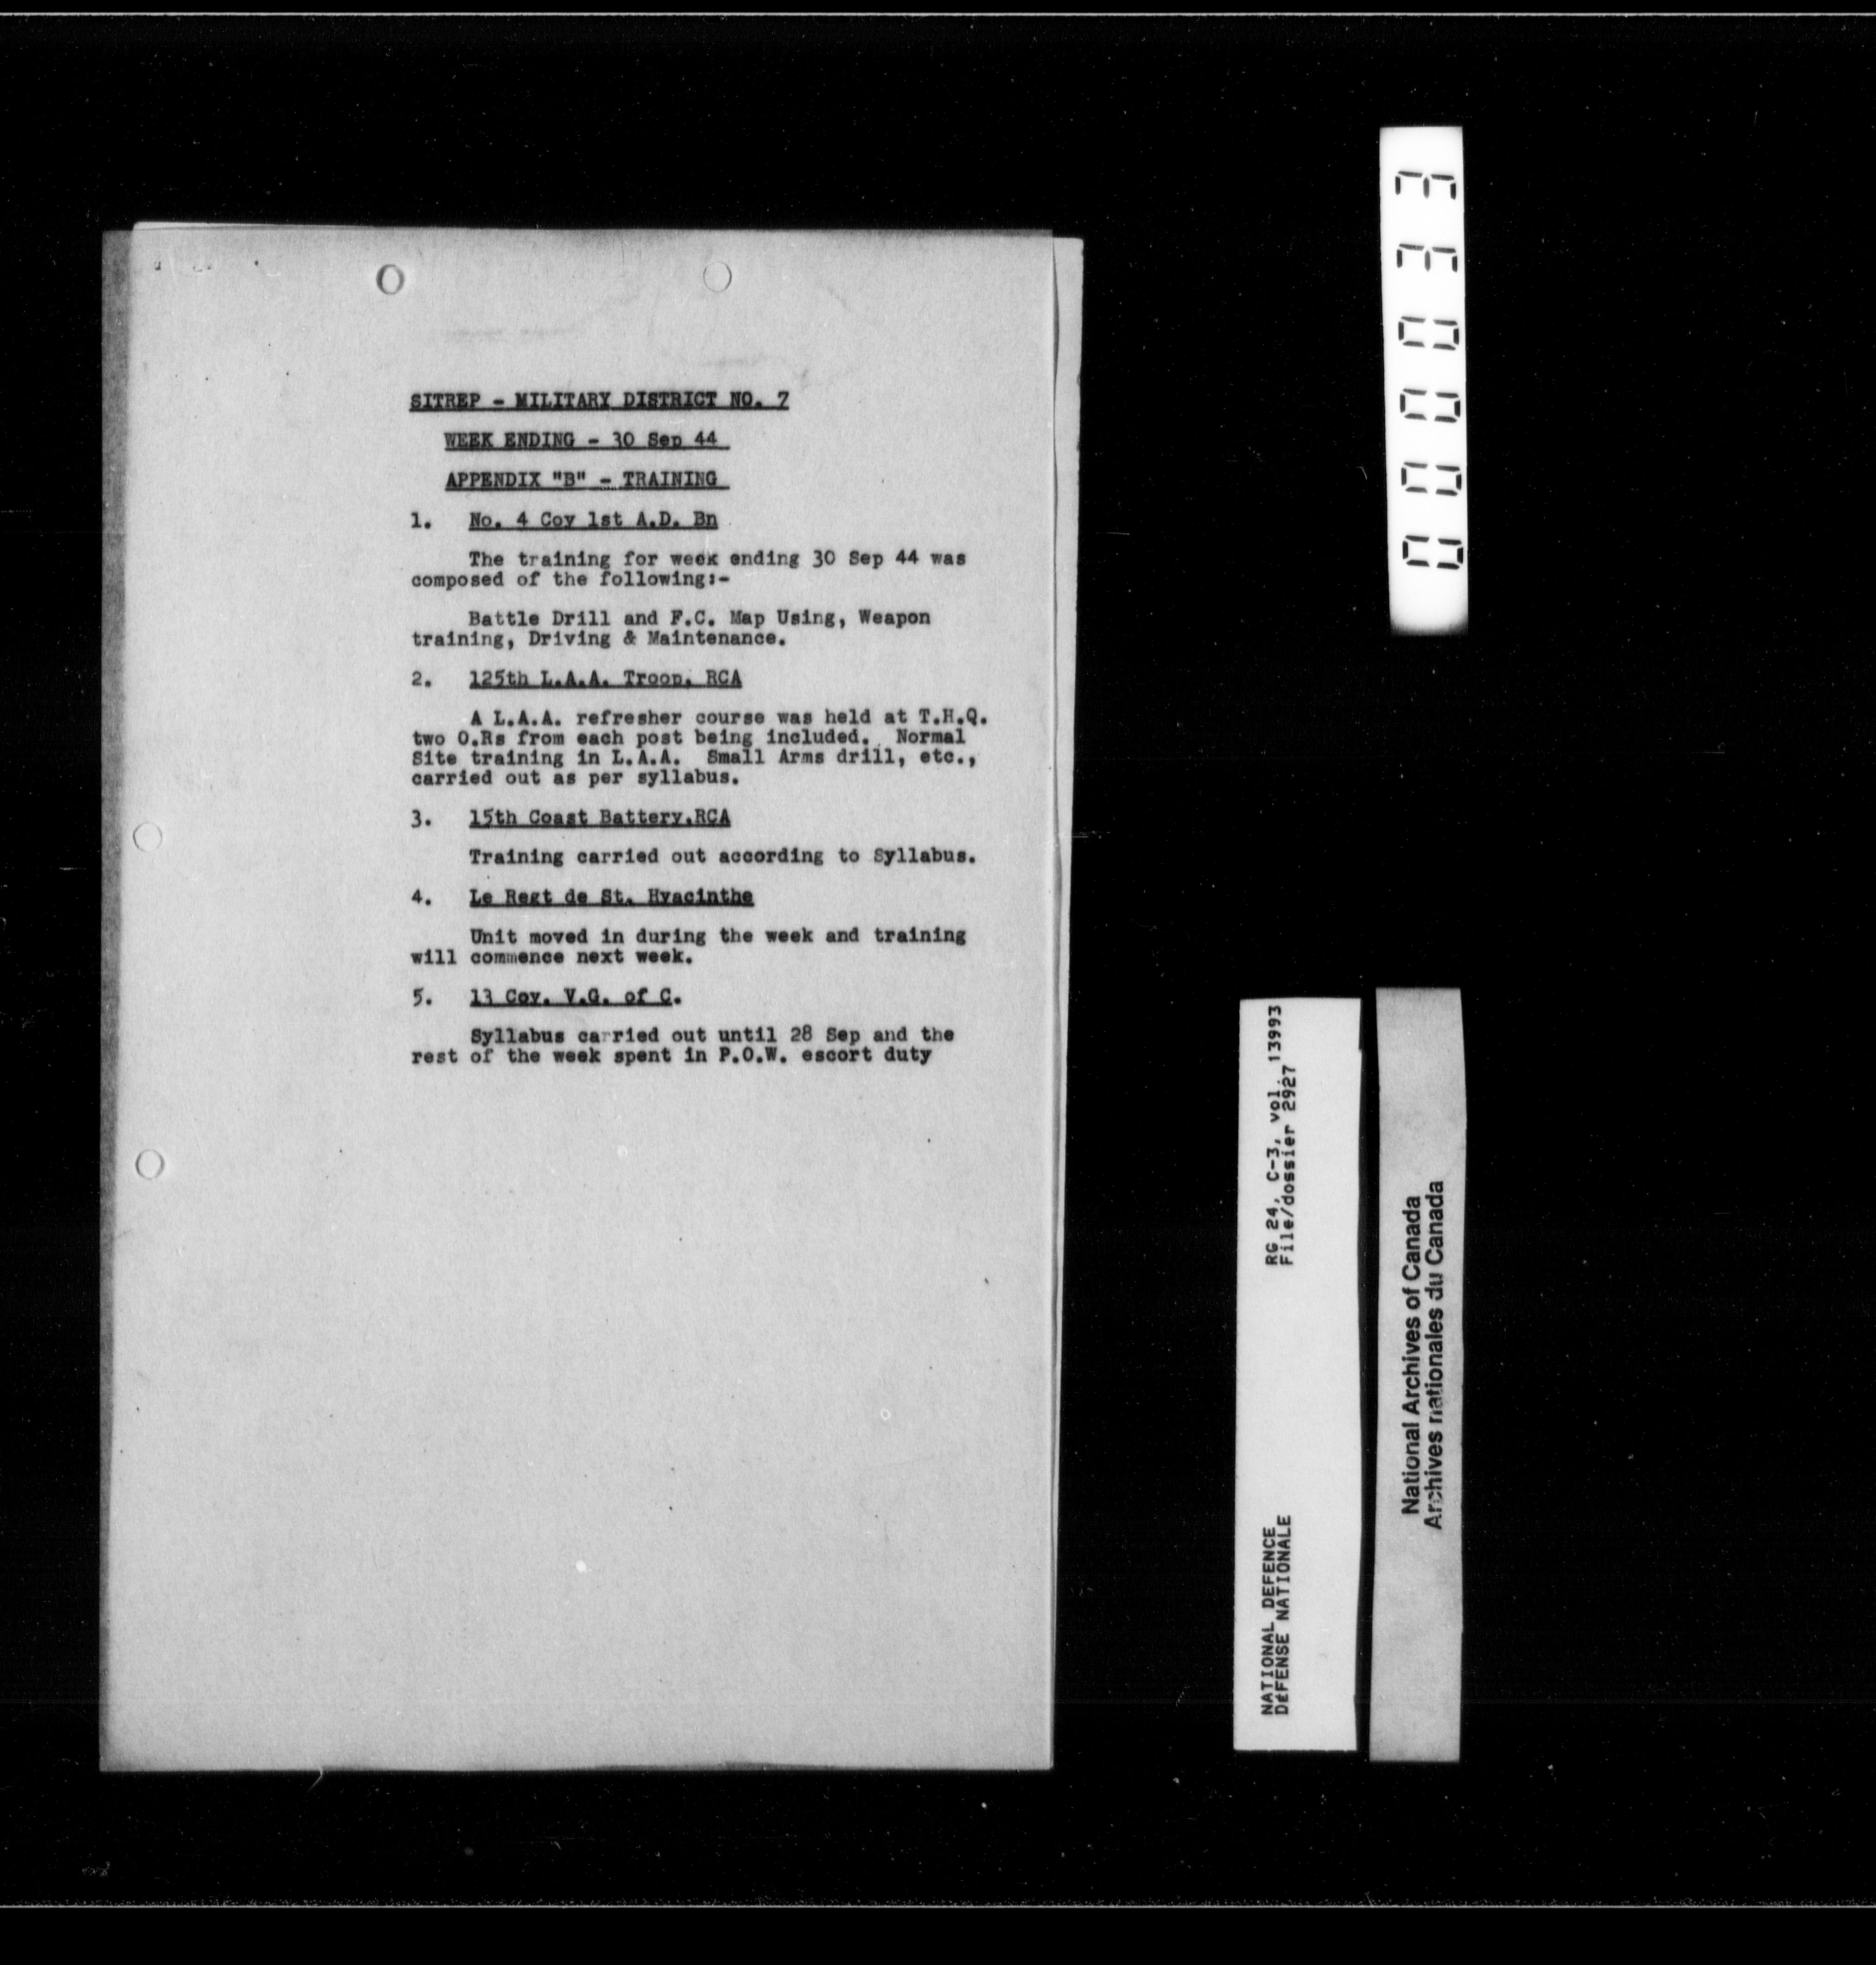 SITREP - MILITARY DISTRICT NO. 7
WEEK ENDING - 30 Sep 44
APPENDIX "B" - TRAINING
1. No. 4 Coy 1st A.D. Bn
The training for week ending 30 Sep 44 was
composed of the following:-
Battle Drill and F.C. Map Using, Weapon
training, Driving & Maintenance.
2. 125th L.A.A. Troop, RCA
A L.A.A. refresher course was held at T.H.Q.
two O.Rs from each post being included. Normal
Site training in L.A.A. Small Arms drill, etc.,
carried out as per syllabus.
3. 15th Coast Battery,RCA
Training carried out according to Syllabus.
4. Le Regt de St. Hyacinthe
Unit moved in during the week and training
will commence next week.
5. 13 Coy. V.G. of C.
Syllabus carried out until 28 Sep and the
rest of the week spent in P.O.W. escort duty
000033
RG 24, C-3, vol. 13993
File/dossier 2927
NATIONAL DEFENCE
DÉFENSE NATIONALE
National Archives of Canada
Archives nationales du Canada